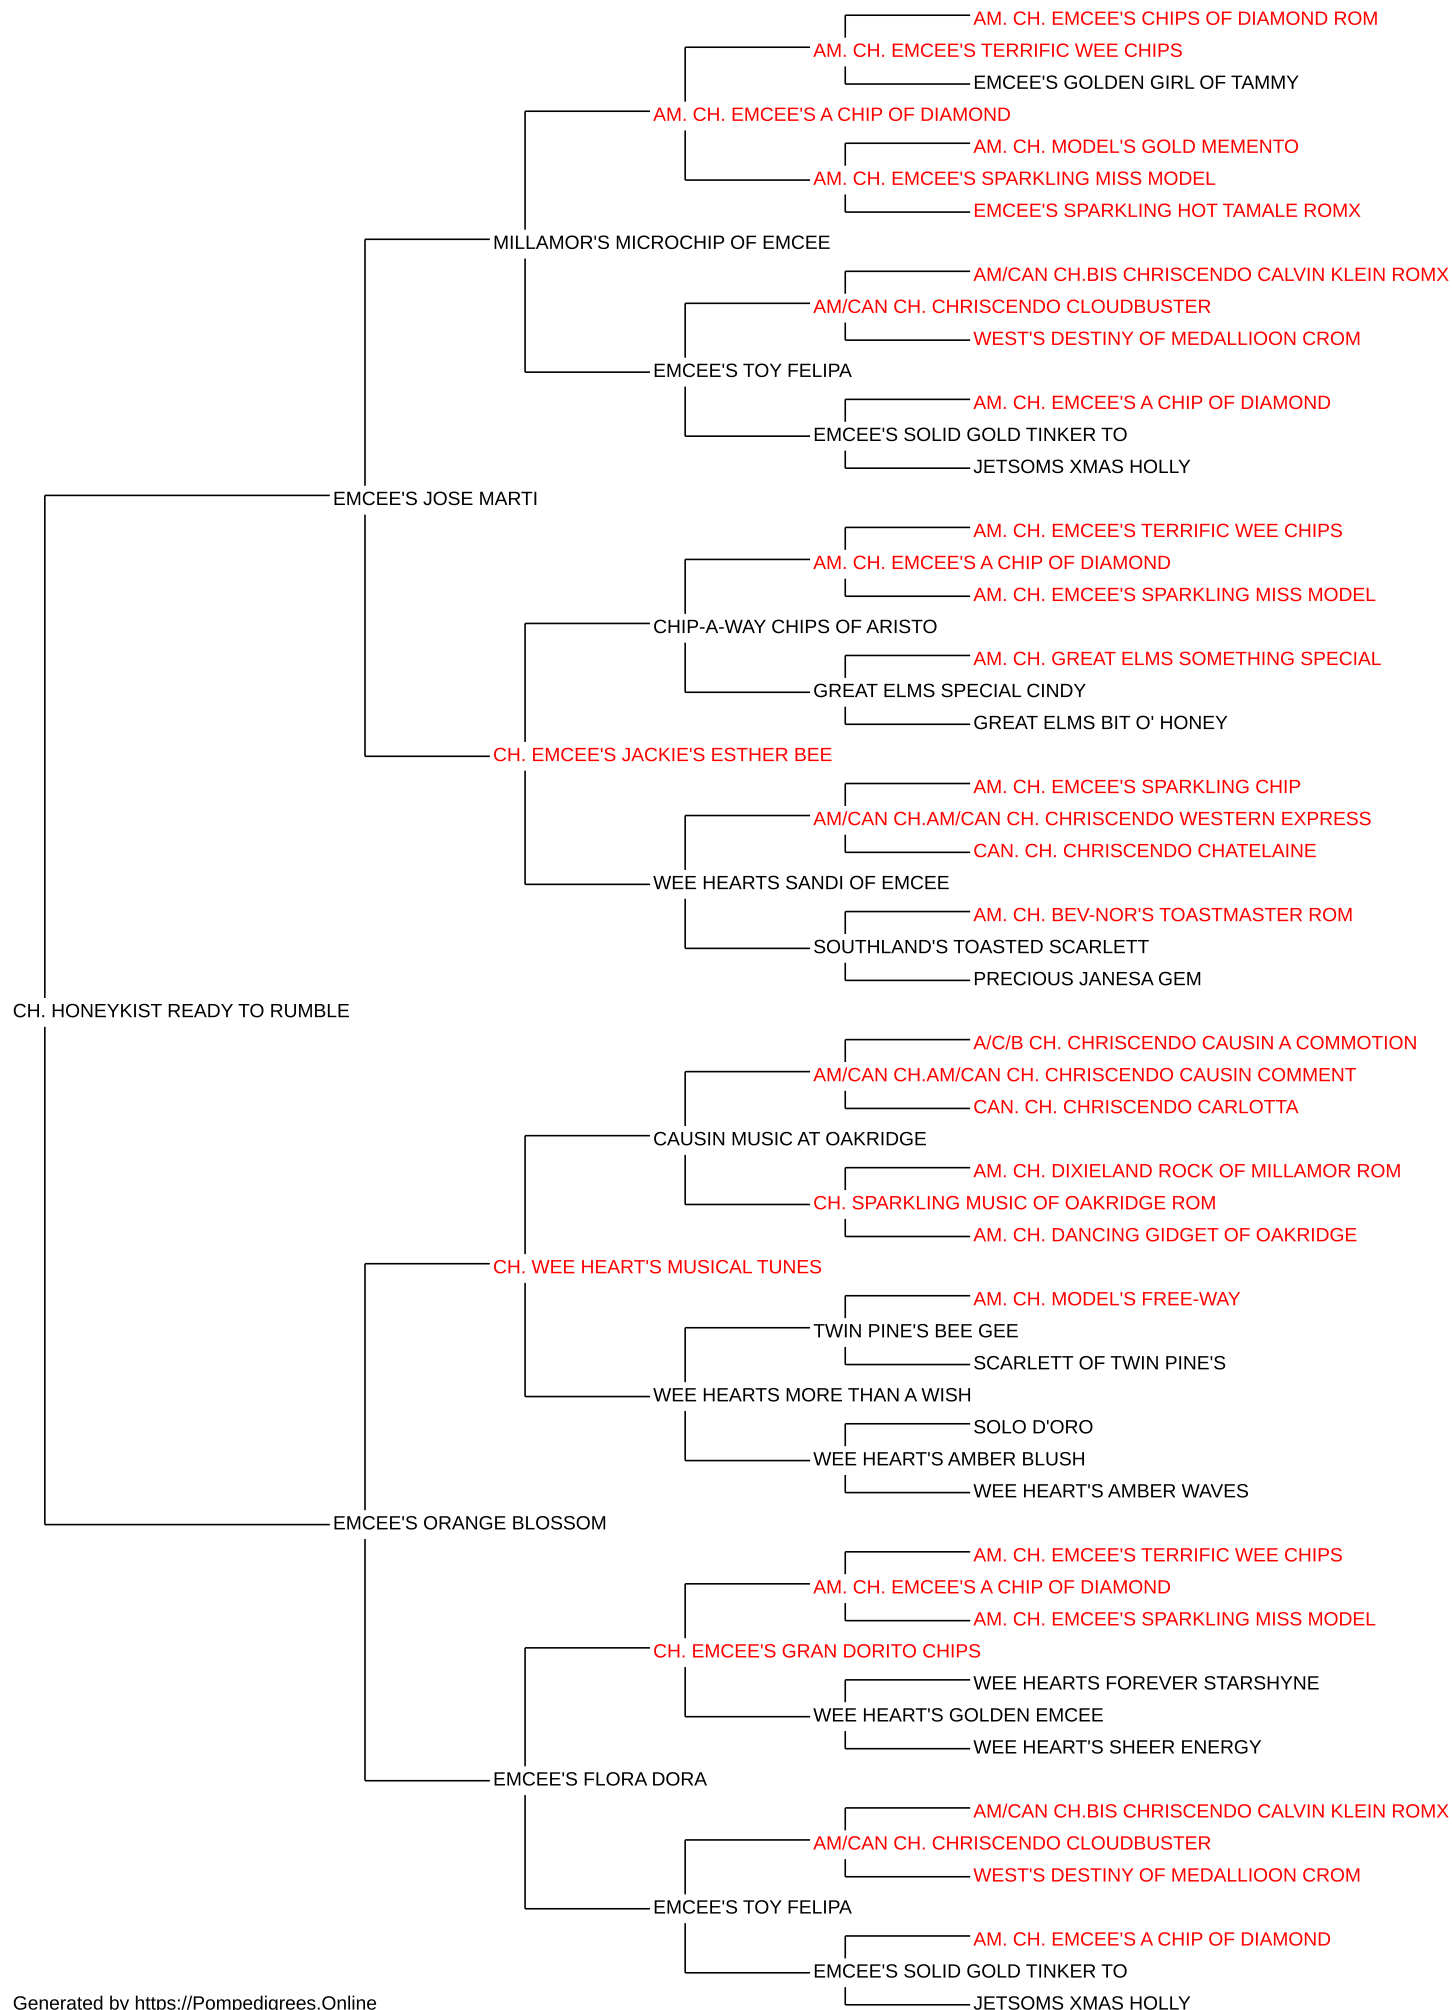 AM. CH. EMCEE'S CHIPS OF DIAMOND ROM
AM. CH. EMCEE'S TERRIFIC WEE CHIPS
EMCEE'S GOLDEN GIRL OF TAMMY
AM. CH. EMCEE'S A CHIP OF DIAMOND
AM. CH. MODEL'S GOLD MEMENTO
AM. CH. EMCEE'S SPARKLING MISS MODEL
EMCEE'S SPARKLING HOT TAMALE ROMX
MILLAMOR'S MICROCHIP OF EMCEE
AM/CAN CH.BIS CHRISCENDO CALVIN KLEIN ROMX
AM/CAN CH. CHRISCENDO CLOUDBUSTER
WEST'S DESTINY OF MEDALLIOON CROM
EMCEE'S TOY FELIPA
AM. CH. EMCEE'S A CHIP OF DIAMOND
EMCEE'S SOLID GOLD TINKER TO
JETSOMS XMAS HOLLY
EMCEE'S JOSE MARTI
AM. CH. EMCEE'S TERRIFIC WEE CHIPS
AM. CH. EMCEE'S A CHIP OF DIAMOND
AM. CH. EMCEE'S SPARKLING MISS MODEL
CHIP-A-WAY CHIPS OF ARISTO
AM. CH. GREAT ELMS SOMETHING SPECIAL
GREAT ELMS SPECIAL CINDY
GREAT ELMS BIT O' HONEY
CH. EMCEE'S JACKIE'S ESTHER BEE
AM. CH. EMCEE'S SPARKLING CHIP
AM/CAN CH.AM/CAN CH. CHRISCENDO WESTERN EXPRESS
CAN. CH. CHRISCENDO CHATELAINE
WEE HEARTS SANDI OF EMCEE
AM. CH. BEV-NOR'S TOASTMASTER ROM
SOUTHLAND'S TOASTED SCARLETT
PRECIOUS JANESA GEM
CH. HONEYKIST READY TO RUMBLE
A/C/B CH. CHRISCENDO CAUSIN A COMMOTION
AM/CAN CH.AM/CAN CH. CHRISCENDO CAUSIN COMMENT
CAN. CH. CHRISCENDO CARLOTTA
CAUSIN MUSIC AT OAKRIDGE
AM. CH. DIXIELAND ROCK OF MILLAMOR ROM
CH. SPARKLING MUSIC OF OAKRIDGE ROM
AM. CH. DANCING GIDGET OF OAKRIDGE
CH. WEE HEART'S MUSICAL TUNES
AM. CH. MODEL'S FREE-WAY
TWIN PINE'S BEE GEE
SCARLETT OF TWIN PINE'S
WEE HEARTS MORE THAN A WISH
SOLO D'ORO
WEE HEART'S AMBER BLUSH
WEE HEART'S AMBER WAVES
EMCEE'S ORANGE BLOSSOM
AM. CH. EMCEE'S TERRIFIC WEE CHIPS
AM. CH. EMCEE'S A CHIP OF DIAMOND
AM. CH. EMCEE'S SPARKLING MISS MODEL
CH. EMCEE'S GRAN DORITO CHIPS
WEE HEARTS FOREVER STARSHYNE
WEE HEART'S GOLDEN EMCEE
WEE HEART'S SHEER ENERGY
EMCEE'S FLORA DORA
AM/CAN CH.BIS CHRISCENDO CALVIN KLEIN ROMX
AM/CAN CH. CHRISCENDO CLOUDBUSTER
WEST'S DESTINY OF MEDALLIOON CROM
EMCEE'S TOY FELIPA
AM. CH. EMCEE'S A CHIP OF DIAMOND
EMCEE'S SOLID GOLD TINKER TO
JETSOMS XMAS HOLLY
Generated by https://Pompedigrees.Online